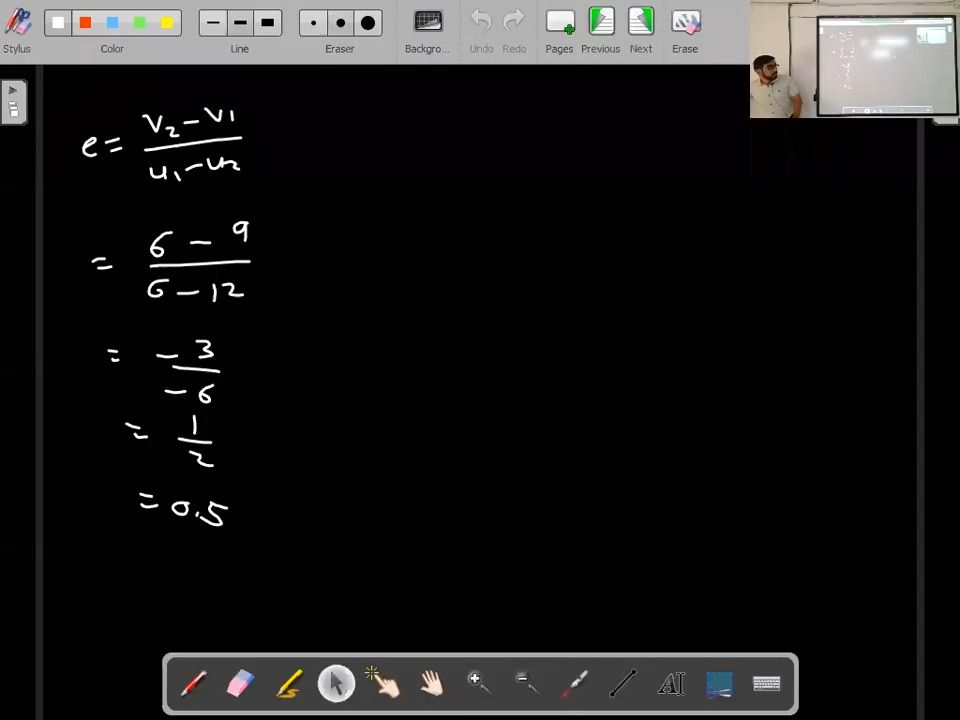 Stylus Color Line Eraser Backgro... Undo Redo Pages Previous Next Erase
e = V2 - V1 / u1 - u2
= 6 - 9 / 6 - 12
= - 3 / - 6
= 1 / 2
= 0.5